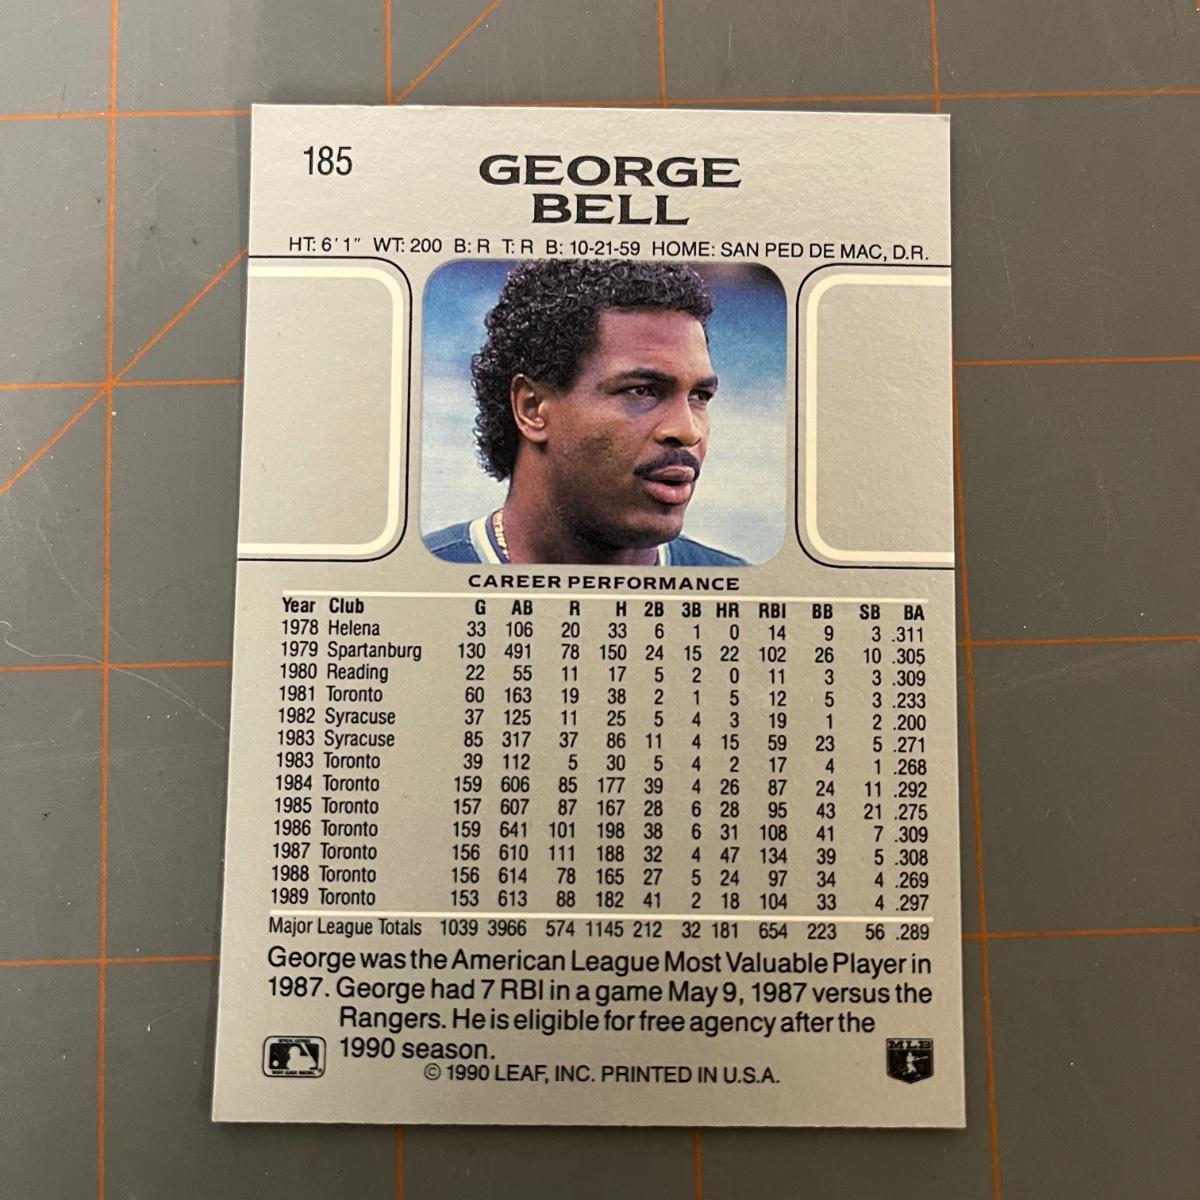 185
GEORGE
BELL
HT: 6' 1" WT: 200 B: R T: R B: 10-21-59 HOME: SAN PED DE MAC, D.R.
CAREER PERFORMANCE
Year Club G AB R H 2B 3B HR RBI BB SB BA
1978 Helena 33 106 20 33 6 1 0 14 9 3 .311
1979 Spartanburg 130 491 78 150 24 15 22 102 26 10 .305
1980 Reading 22 55 11 17 5 2 0 11 3 3 .309
1981 Toronto 60 163 19 38 2 1 5 12 5 3 .233
1982 Syracuse 37 125 11 25 5 4 3 19 1 2 .200
1983 Syracuse 85 317 37 86 11 4 15 59 23 5 .271
1983 Toronto 39 112 5 30 5 4 2 17 4 1 .268
1984 Toronto 159 606 85 177 39 4 26 87 24 11 .292
1985 Toronto 157 607 87 167 28 6 28 95 43 21 .275
1986 Toronto 159 641 101 198 38 6 31 108 41 7 .309
1987 Toronto 156 610 111 188 32 4 47 134 39 5 .308
1988 Toronto 156 614 78 165 27 5 24 97 34 4 .269
1989 Toronto 153 613 88 182 41 2 18 104 33 4 .297
Major League Totals 1039 3966 574 1145 212 32 181 654 223 56 .289
George was the American League Most Valuable Player in
1987. George had 7 RBI in a game May 9, 1987 versus the
Rangers. He is eligible for free agency after the
1990 season.
MLB
© 1990 LEAF, INC. PRINTED IN U.S.A.